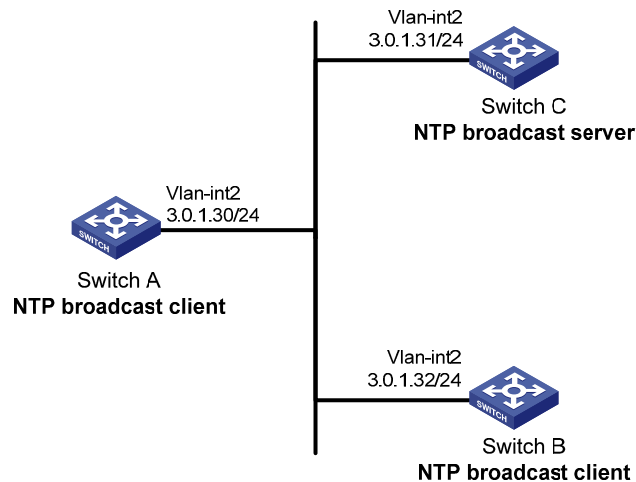 Vlan-int2
3.0.1.31/24
SWITCH
Switch C
NTP broadcast server
Vlan-int2
3.0.1.30/24
SWITCH
Switch A
NTP broadcast client
Vlan-int2
3.0.1.32/24
SWITCH
Switch B
NTP broadcast client